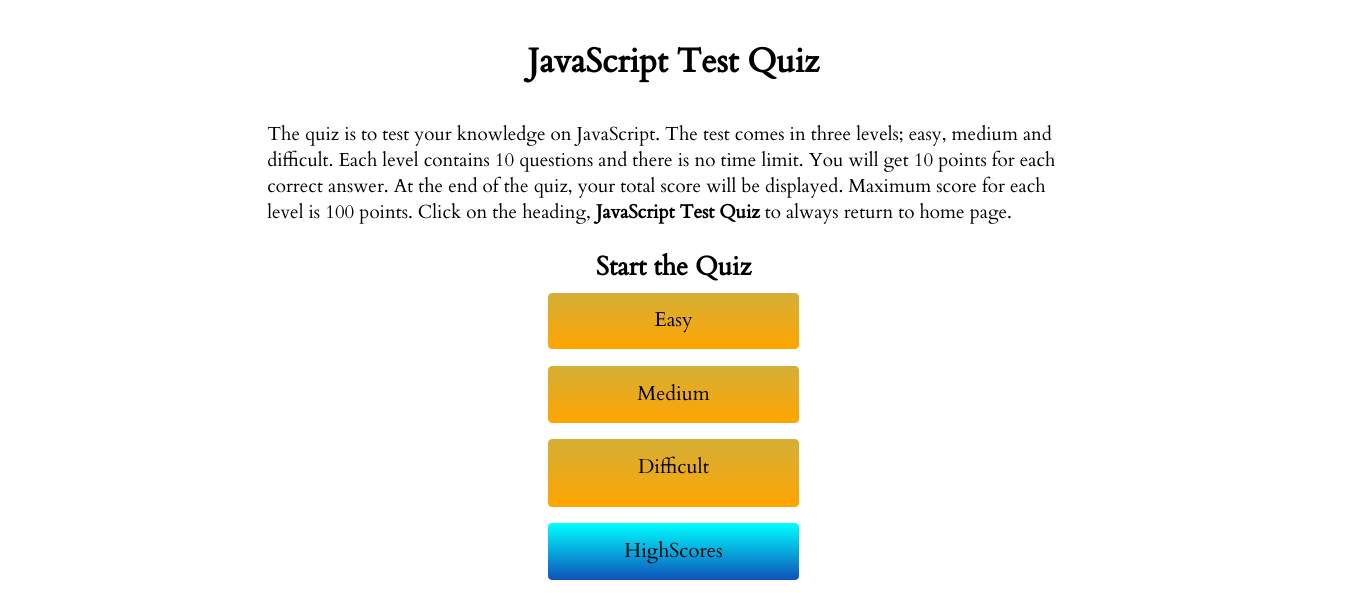 JavaScript Test Quiz
The quiz is to test your knowledge on JavaScript. The test comes in three levels; easy, medium and
difficult. Each level contains 10 questions and there is no time limit. You will get 10 points for each
correct answer. At the end of the quiz, your total score will be displayed. Maximum score for each
level is 100 points. Click on the heading, JavaScript Test Quiz to always return to home page.
Start the Quiz
Easy
Medium
Difficult
HighScores